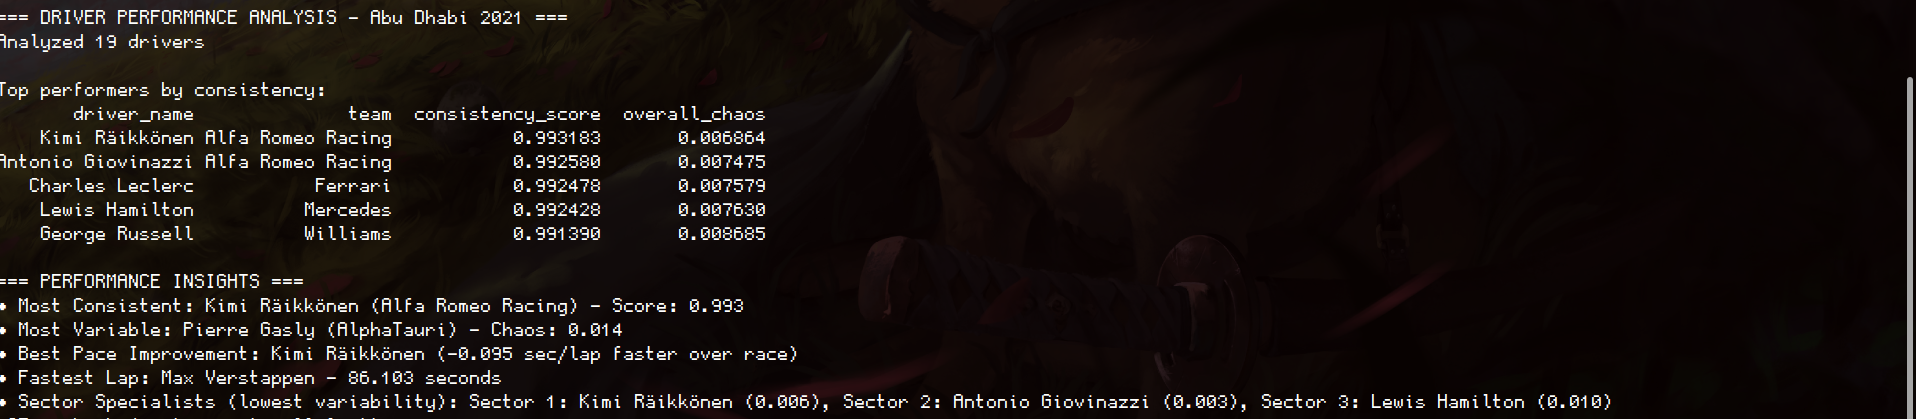 === DRIVER PERFORMANCE ANALYSIS - Abu Dhabi 2021 ===
Analyzed 19 drivers
Top performers by consistency:
driver_name team consistency_score overall_chaos
Kimi Räikkönen Alfa Romeo Racing 0.993183 0.006864
Antonio Giovinazzi Alfa Romeo Racing 0.992580 0.007475
Charles Leclerc Ferrari 0.992478 0.007579
Lewis Hamilton Mercedes 0.992428 0.007630
George Russell Williams 0.991390 0.008685
=== PERFORMANCE INSIGHTS ===
• Most Consistent: Kimi Räikkönen (Alfa Romeo Racing) - Score: 0.993
• Most Variable: Pierre Gasly (AlphaTauri) - Chaos: 0.014
• Best Pace Improvement: Kimi Räikkönen (-0.095 sec/lap faster over race)
• Fastest Lap: Max Verstappen - 86.103 seconds
• Sector Specialists (lowest variability): Sector 1: Kimi Räikkönen (0.006), Sector 2: Antonio Giovinazzi (0.003), Sector 3: Lewis Hamilton (0.010)